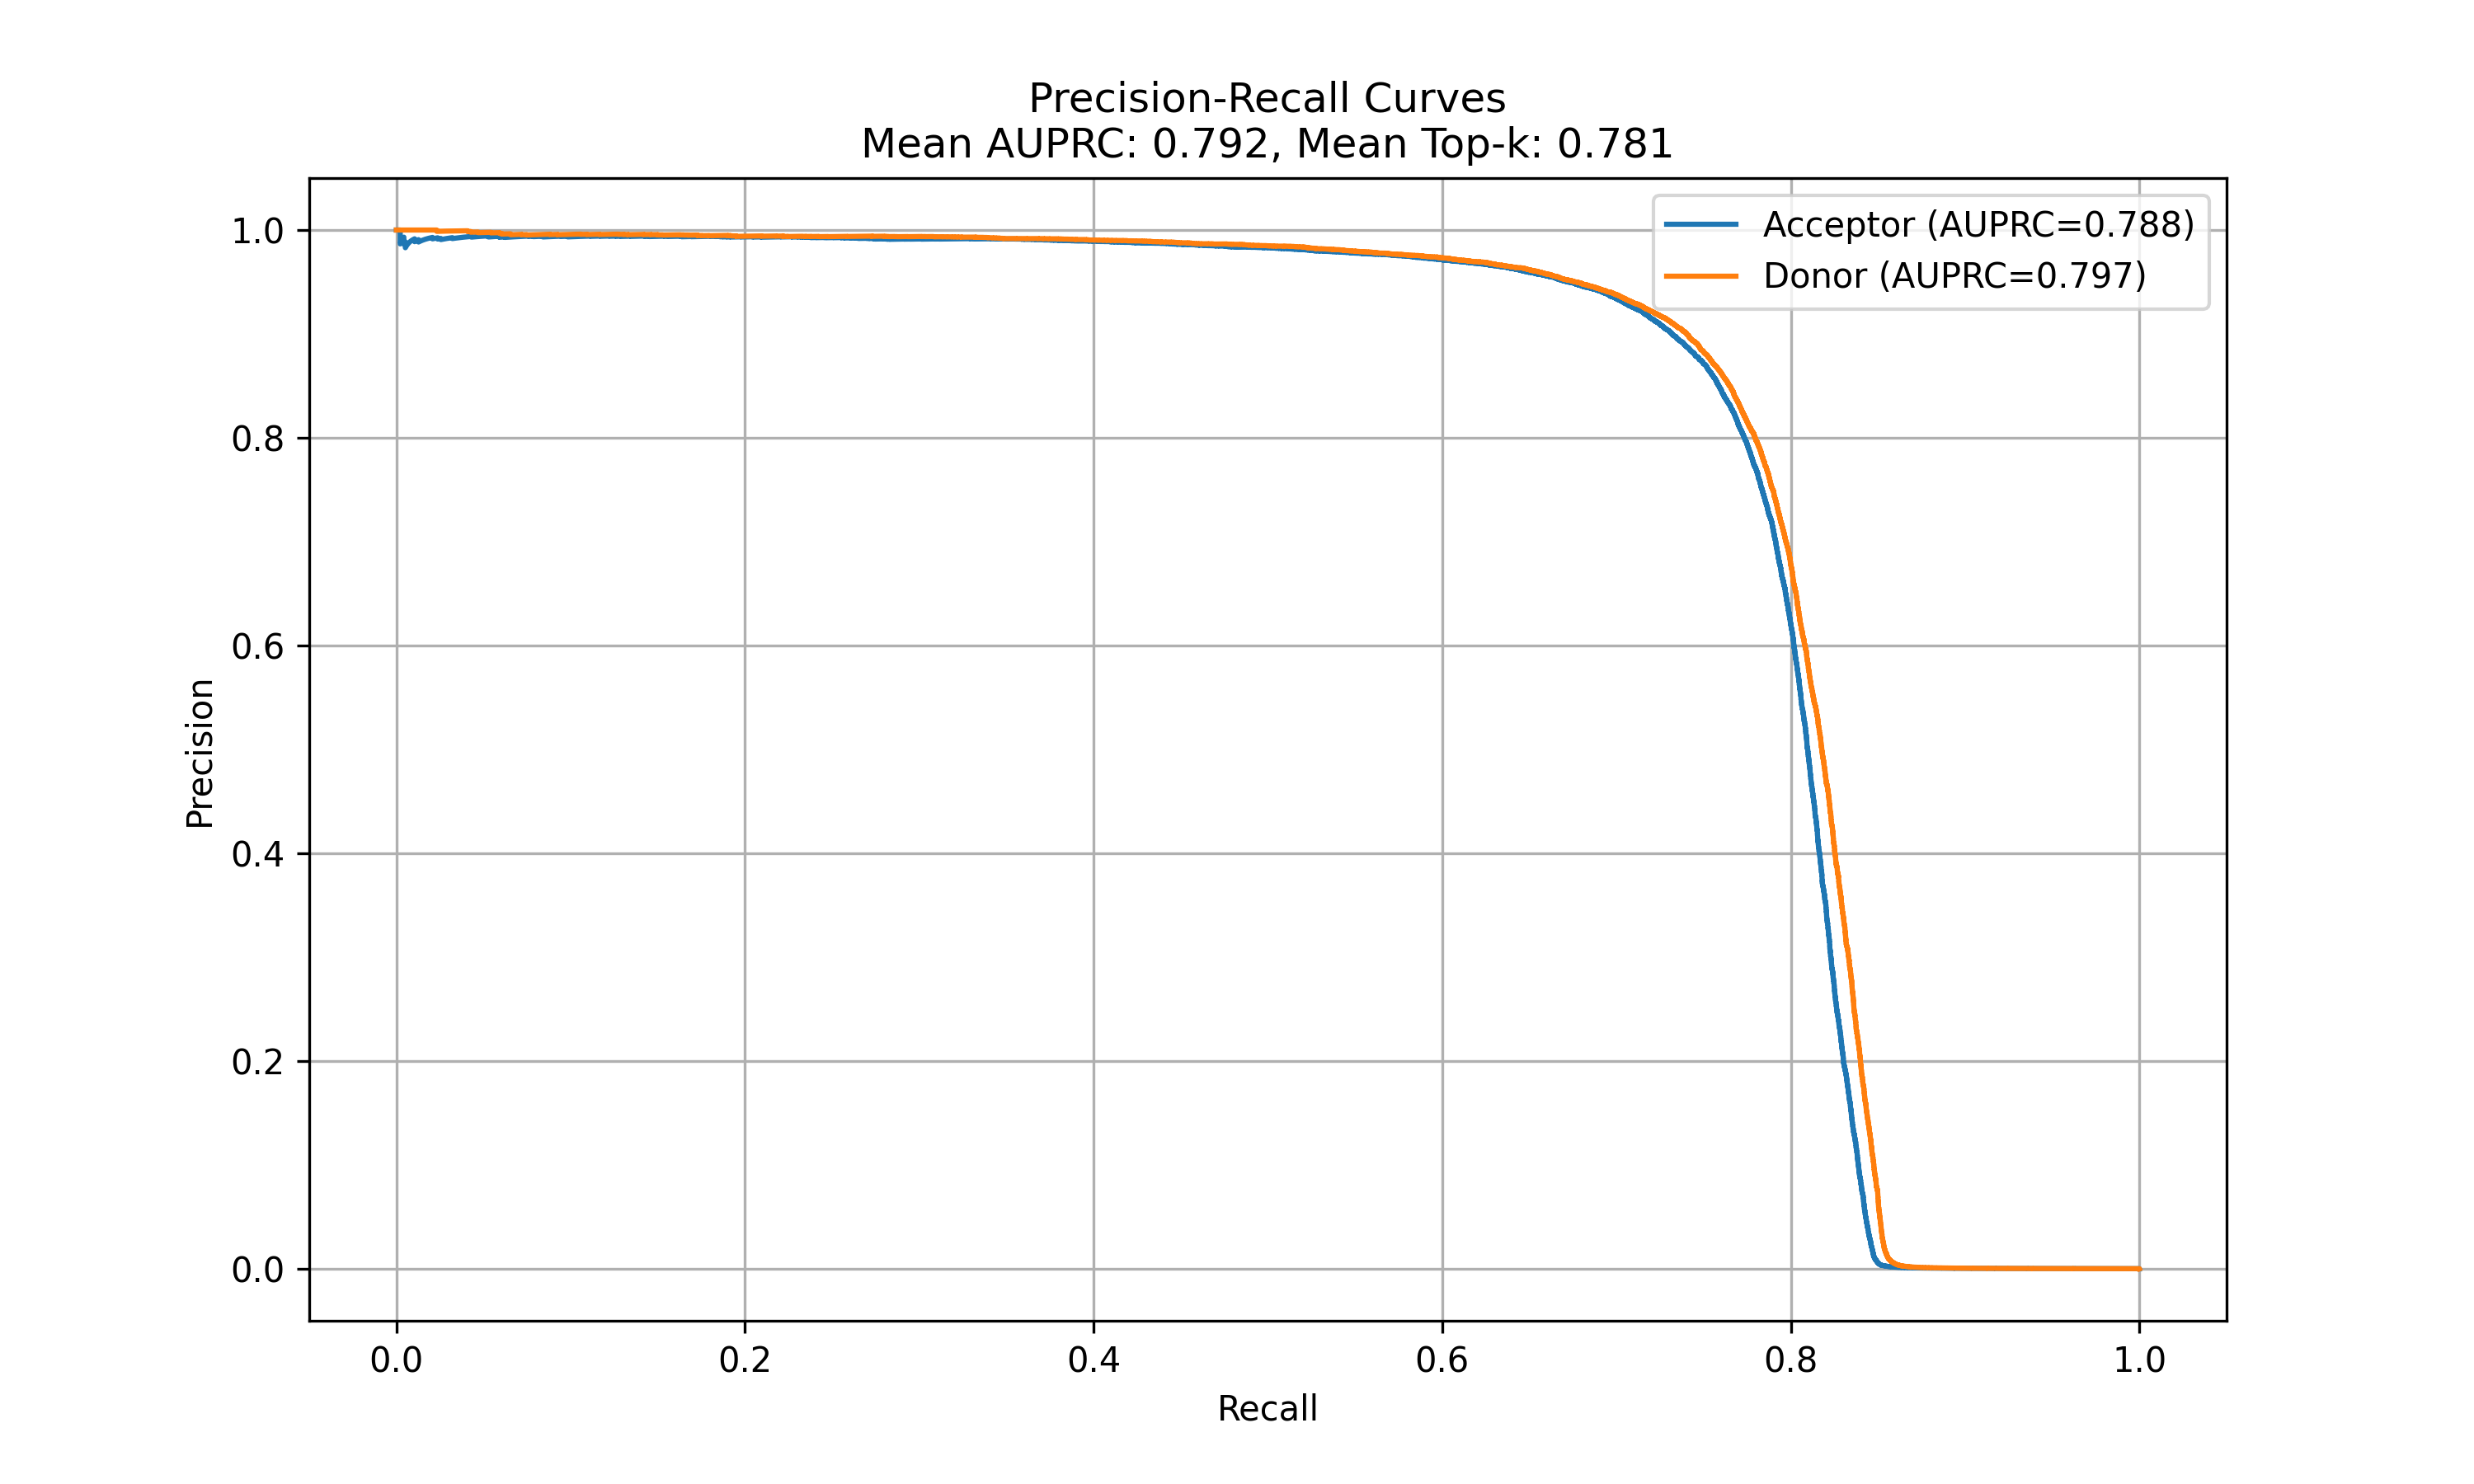 Precision-Recall Curves
Mean AUPRC: 0.792, Mean Top-k: 0.781
Acceptor (AUPRC=0.788)
Donor (AUPRC=0.797)
Precision
1.0
0.8
0.6
0.4
0.2
0.0
0.0 0.2 0.4 0.6 0.8 1.0
Recall